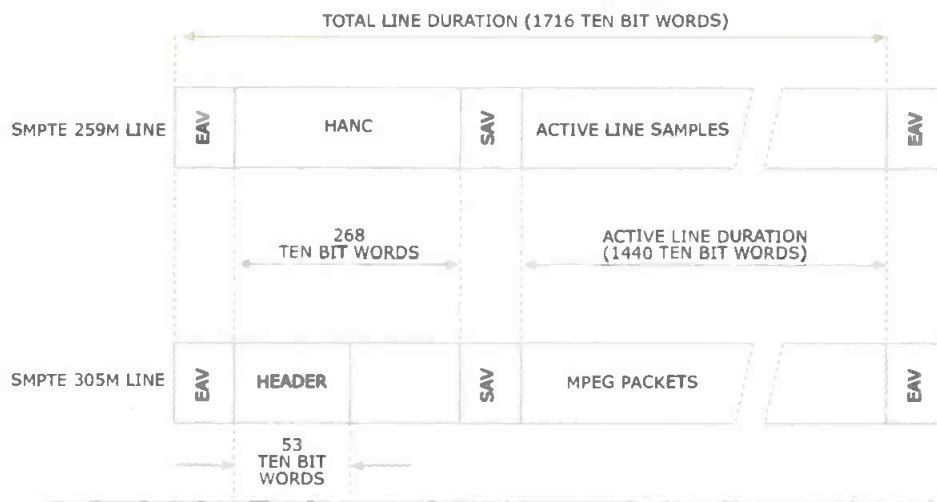 TOTAL LINE DURATION (1716 TEN BIT WORDS)
SMPTE 259M LINE
EAV
HANC
SAV
ACTIVE LINE SAMPLES
EAV
268
TEN BIT WORDS
ACTIVE LINE DURATION
(1440 TEN BIT WORDS)
SMPTE 305M LINE
EAV
HEADER
SAV
MPEG PACKETS
EAV
53
TEN BIT
WORDS